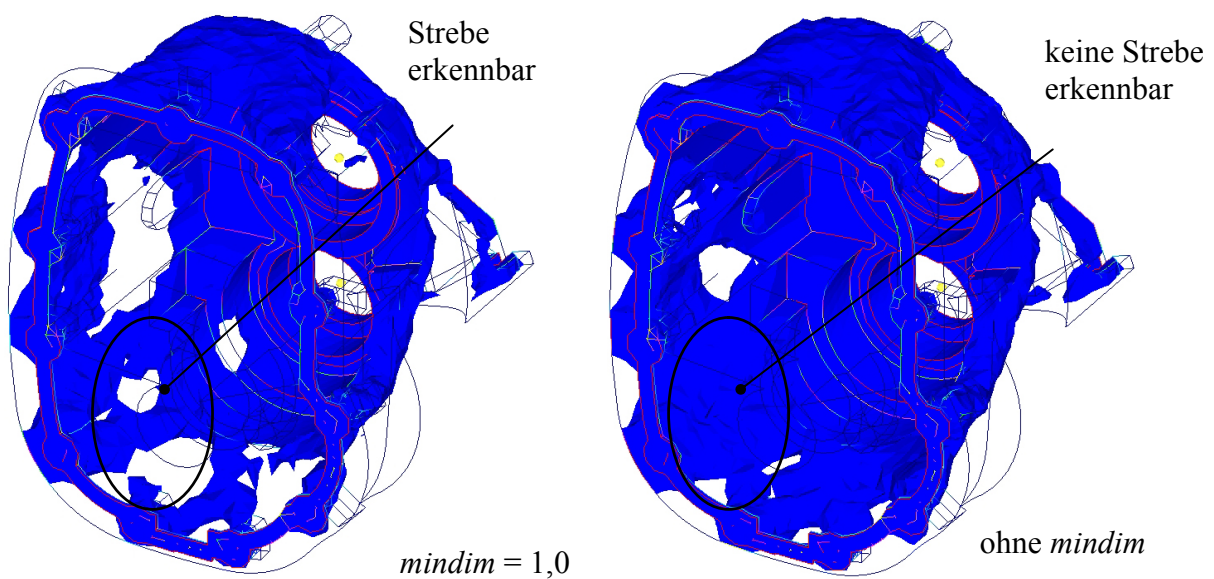 Strebe
erkennbar
keine Strebe
erkennbar
mindim = 1,0
ohne mindim